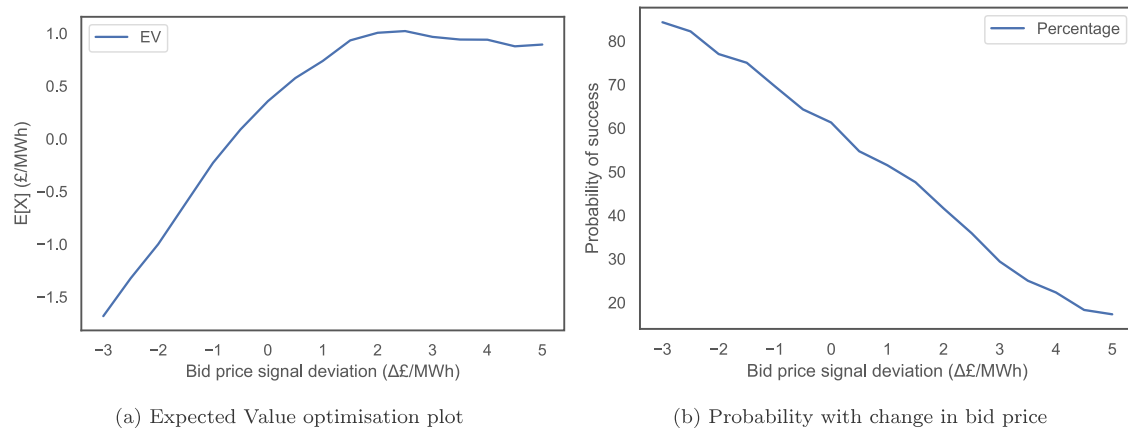 EV
1.0
0.5
0.0
−0.5
−1.0
−1.5
E[X] (£/MWh)
−3 −2 −1 0 1 2 3 4 5
Bid price signal deviation (Δ£/MWh)
(a) Expected Value optimisation plot
Percentage
80
70
60
50
40
30
20
Probability of success
−3 −2 −1 0 1 2 3 4 5
Bid price signal deviation (Δ£/MWh)
(b) Probability with change in bid price